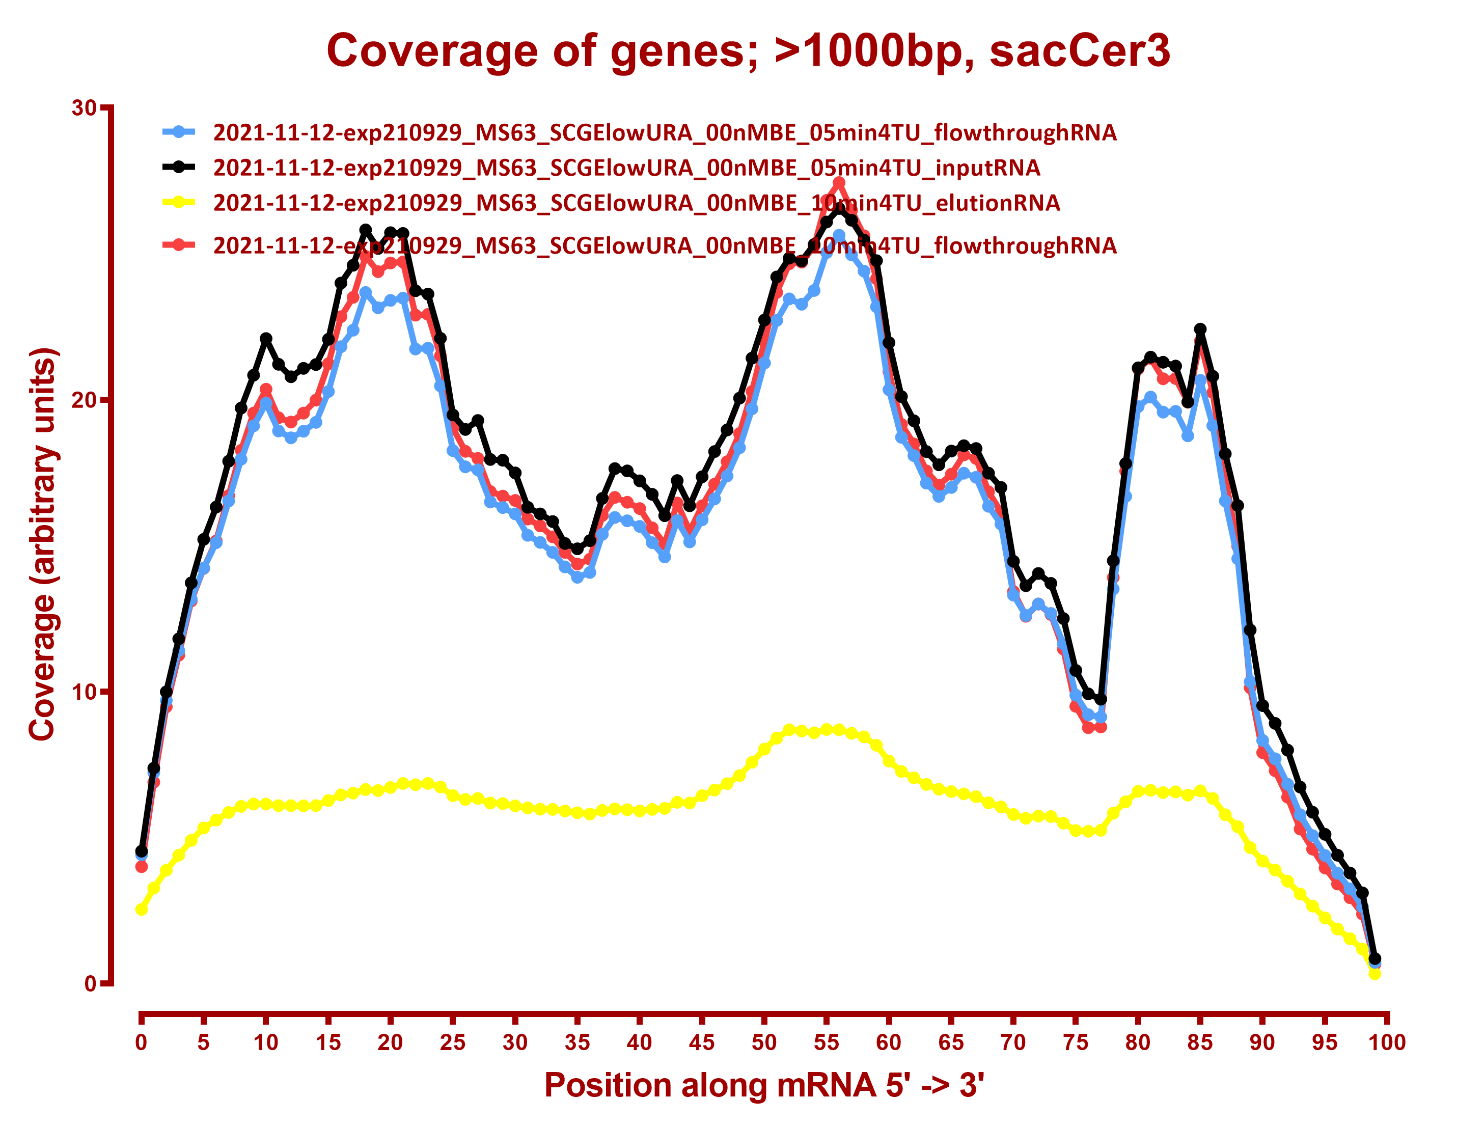 Coverage of genes; >1000bp, sacCer3
30
2021-11-12-exp210929_MS63_SCGElowURA_00nMBE_05min4TU_flowthroughRNA
2021-11-12-exp210929_MS63_SCGElowURA_00nMBE_05min4TU_inputRNA
2021-11-12-exp210929_MS63_SCGElowURA_00nMBE_10min4TU_elutionRNA
2021-11-12-exp210929_MS63_SCGElowURA_00nMBE_20min4TU_flowthroughRNA
20
Coverage (arbitrary units)
10
0
0 5 10 15 20 25 30 35 40 45 50 55 60 65 70 75 80 85 90 95 100
Position along mRNA 5' -> 3'